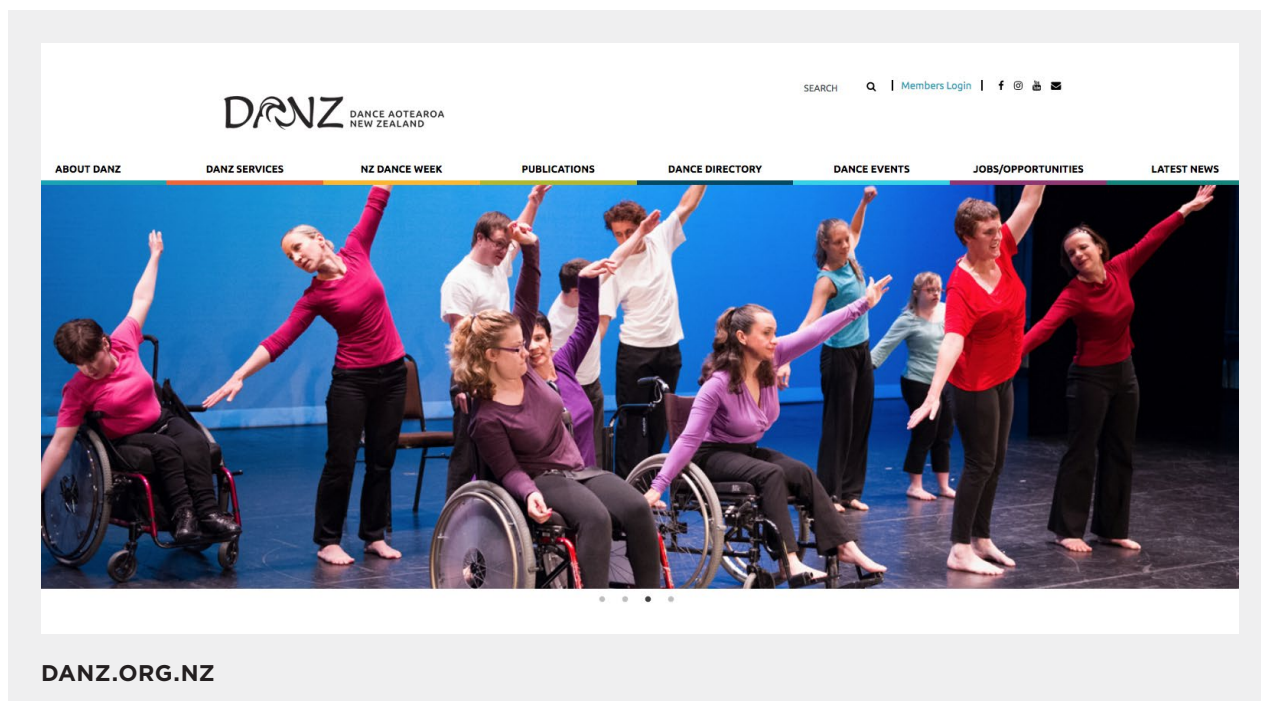 SEARCH
Members Login
DANZ
DANCE AOTEAROA
NEW ZEALAND
ABOUT DANZ
DANZ SERVICES
NZ DANCE WEEK
PUBLICATIONS
DANCE DIRECTORY
DANCE EVENTS
JOBS/OPPORTUNITIES
LATEST NEWS
DANZ.ORG.NZ